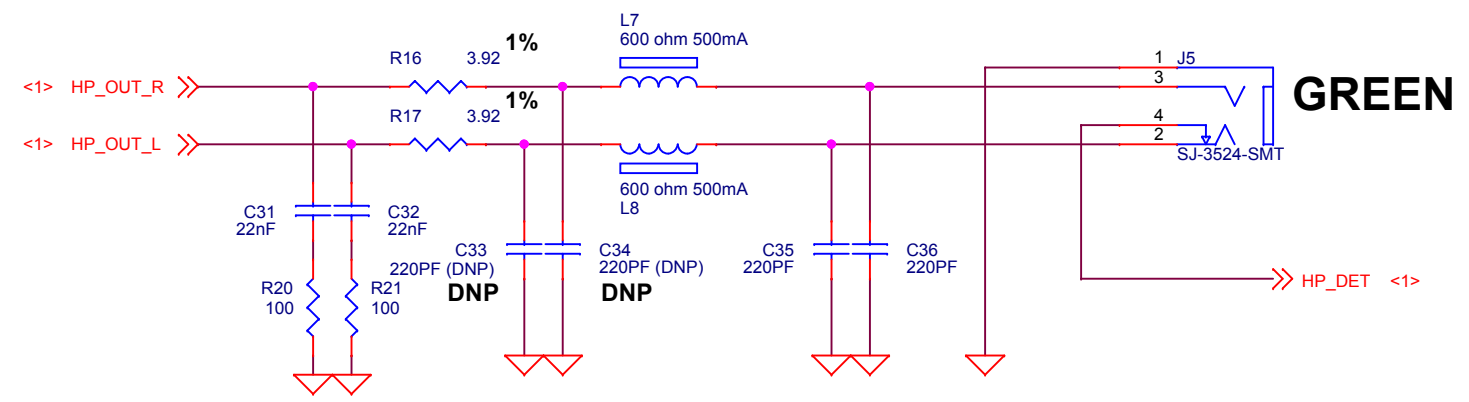 L7
600 ohm 500mA
1%
R16 3.92
1 J5
<1> HP_OUT_R
3
GREEN
1%
R17 3.92
4
<1> HP_OUT_L
2
SJ-3524-SMT
600 ohm 500mA
L8
C31
22nF
C32
22nF
C33
220PF (DNP)
DNP
C34
220PF (DNP)
DNP
C35
220PF
C36
220PF
R20
100
R21
100
HP_DET <1>